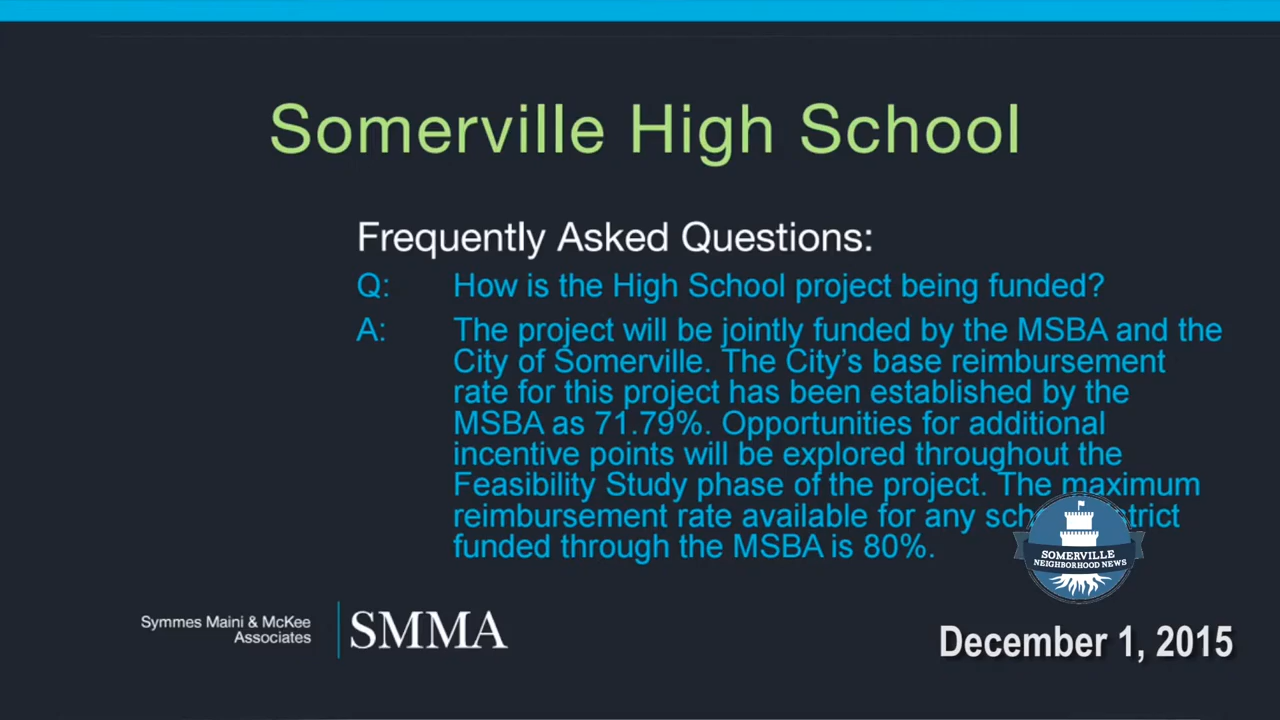 Somerville High School
Frequently Asked Questions:
Q: How is the High School project being funded?
A: The project will be jointly funded by the MSBA and the
City of Somerville. The City's base reimbursement
rate for this project has been established by the
MSBA as 71.79%. Opportunities for additional
incentive points will be explored throughout the
Feasibility Study phase of the project. The maximum
reimbursement rate available for any
funded through the MSBA is 80%.
SOMERVILLE
NEIGHBORHOOD NEWS
Symmes Maini & McKee
Associates
SMMA
December 1, 2015